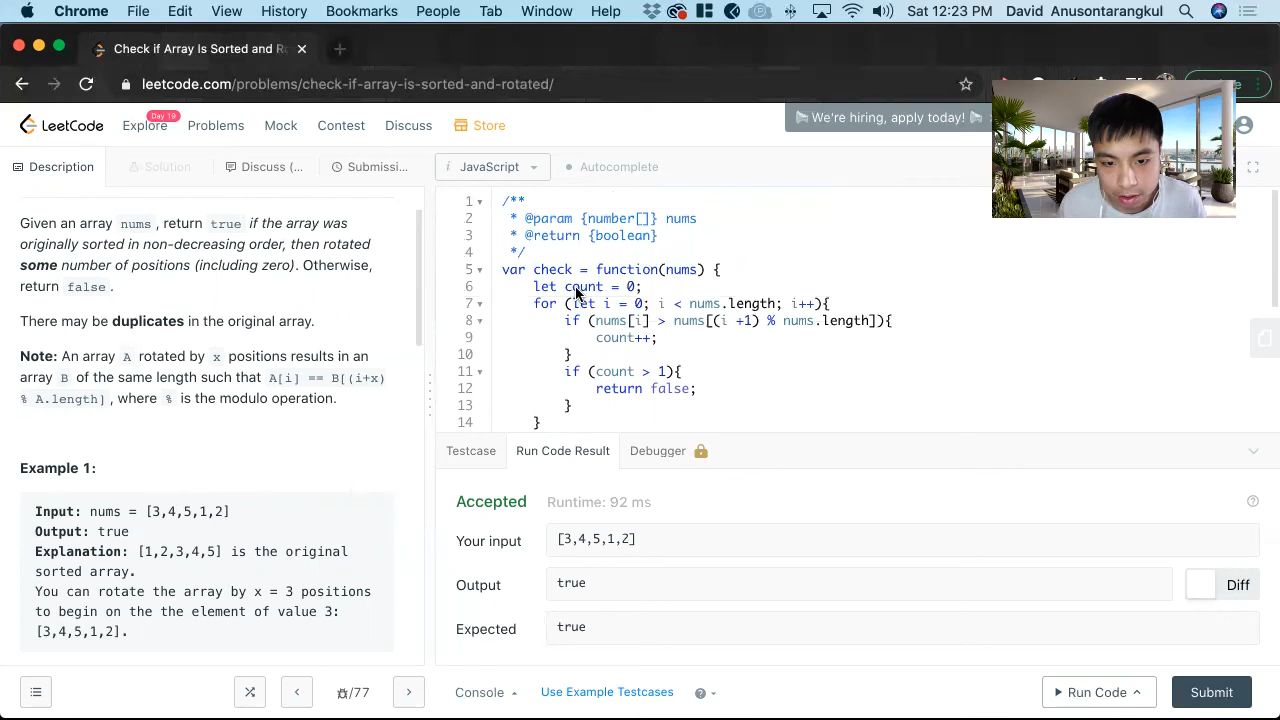 Chrome File Edit View History Bookmarks People Tab Window Help Sat 12:23 PM David Anusontarangkul
Check if Array Is Sorted and R
leetcode.com/problems/check-if-array-is-sorted-and-rotated/
LeetCode Explore Day 19 Problems Mock Contest Discuss Store
We're hiring, apply today!
Description Solution Discuss (... Submissi...
i JavaScript Autocomplete
Given an array nums, return true if the array was
originally sorted in non-decreasing order, then rotated
some number of positions (including zero). Otherwise,
return false.
There may be duplicates in the original array.
Note: An array A rotated by x positions results in an
array B of the same length such that A[i] == B[(i+x)
% A.length], where % is the modulo operation.
Example 1:
Input: nums = [3,4,5,1,2]
Output: true
Explanation: [1,2,3,4,5] is the original
sorted array.
You can rotate the array by x = 3 positions
to begin on the the element of value 3:
[3,4,5,1,2].
1 /**
2 * @param {number[]} nums
3 * @return {boolean}
4 */
5 var check = function(nums) {
6 let count = 0;
7 for (let i = 0; i < nums.length; i++){
8 if (nums[i] > nums[(i +1) % nums.length]){
9 count++;
10 }
11 if (count > 1){
12 return false;
13 }
14 }
Testcase Run Code Result Debugger
Accepted Runtime: 92 ms
Your input [3,4,5,1,2]
Output true Diff
Expected true
/77
Console Use Example Testcases Run Code Submit